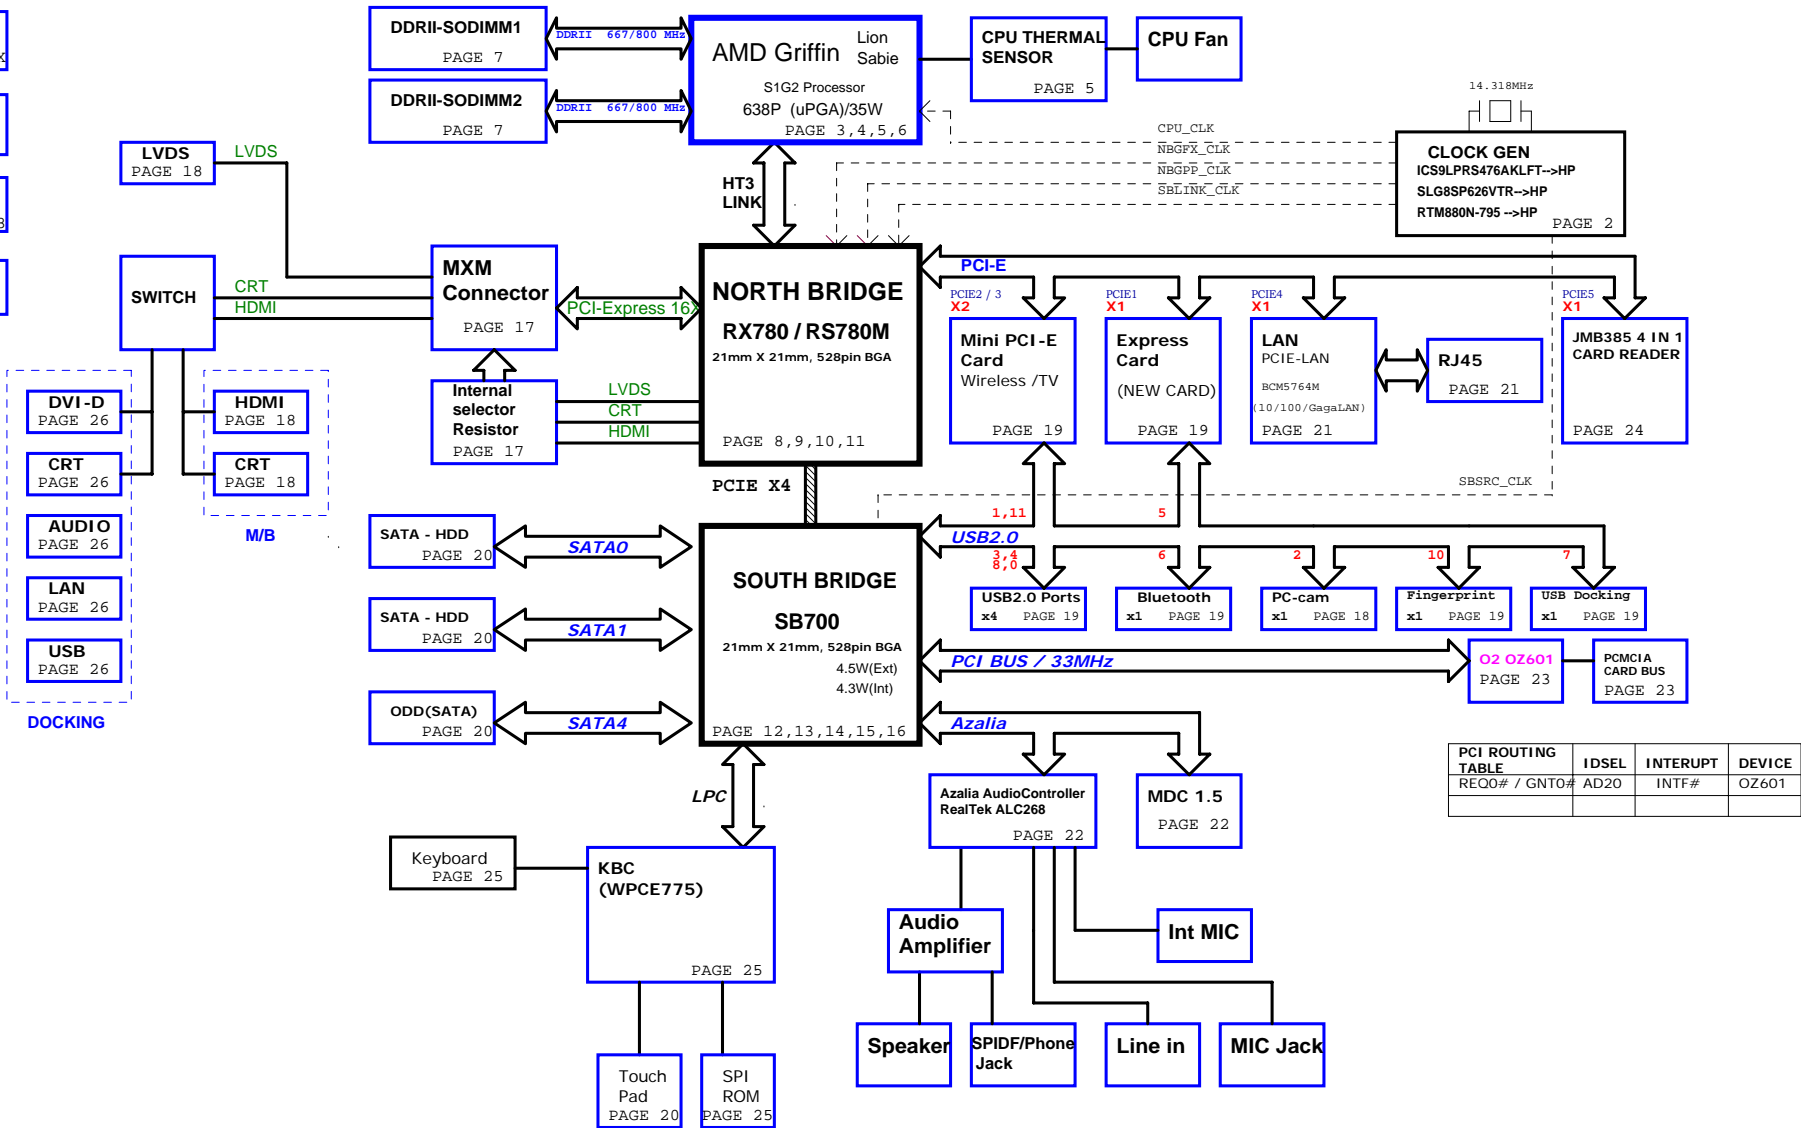 DDRII-SODIMM1
PAGE 7
DDRII 667/800 MHz
DDRII-SODIMM2
PAGE 7
DDRII 667/800 MHz
AMD Griffin
Lion
Sabie
S1G2 Processor
638P (uPGA)/35W
PAGE 3,4,5,6
CPU THERMAL
SENSOR
PAGE 5
CPU Fan
14.318MHz
CPU_CLK
NBGFX_CLK
NBGPP_CLK
SBLINK_CLK
CLOCK GEN
ICS9LPRS476AKLFT-->HP
SLG8SP626VTR-->HP
RTM880N-795 -->HP
PAGE 2
LVDS
PAGE 18
LVDS
HT3
LINK
SWITCH
CRT
HDMI
MXM
Connector
PAGE 17
PCI-Express 16X
NORTH BRIDGE
RX780 / RS780M
21mm X 21mm, 528pin BGA
PAGE 8,9,10,11
PCI-E
PCIE2 / 3
X2
PCIE1
X1
PCIE4
X1
PCIE5
X1
Mini PCI-E
Card
Wireless /TV
PAGE 19
Express
Card
(NEW CARD)
PAGE 19
LAN
PCIE-LAN
BCM5764M
(10/100/GagaLAN)
PAGE 21
RJ45
PAGE 21
JMB385 4 IN 1
CARD READER
PAGE 24
Internal
selector
Resistor
PAGE 17
LVDS
CRT
HDMI
DVI-D
PAGE 26
CRT
PAGE 26
AUDIO
PAGE 26
LAN
PAGE 26
USB
PAGE 26
DOCKING
HDMI
PAGE 18
CRT
PAGE 18
M/B
PCIE X4
SBSRC_CLK
SATA - HDD
PAGE 20
SATA0
SATA - HDD
PAGE 20
SATA1
ODD(SATA)
PAGE 20
SATA4
SOUTH BRIDGE
SB700
21mm X 21mm, 528pin BGA
4.5W(Ext)
4.3W(Int)
PAGE 12,13,14,15,16
1,11
5
USB2.0
3,4
8,0
6
2
10
7
USB2.0 Ports
x4 PAGE 19
Bluetooth
x1 PAGE 19
PC-cam
x1 PAGE 18
Fingerprint
x1 PAGE 19
USB Docking
x1 PAGE 19
PCI BUS / 33MHz
O2 OZ601
PAGE 23
PCMCIA
CARD BUS
PAGE 23
Azalia
PCI ROUTING
TABLE
IDSEL
INTERUPT
DEVICE
REQ0# / GNT0#
AD20
INTF#
OZ601
Azalia AudioController
RealTek ALC268
PAGE 22
MDC 1.5
PAGE 22
LPC
Keyboard
PAGE 25
KBC
(WPCE775)
PAGE 25
Audio
Amplifier
Int MIC
Speaker
SPIDF/Phone
Jack
Line in
MIC Jack
Touch
Pad
PAGE 20
SPI
ROM
PAGE 25